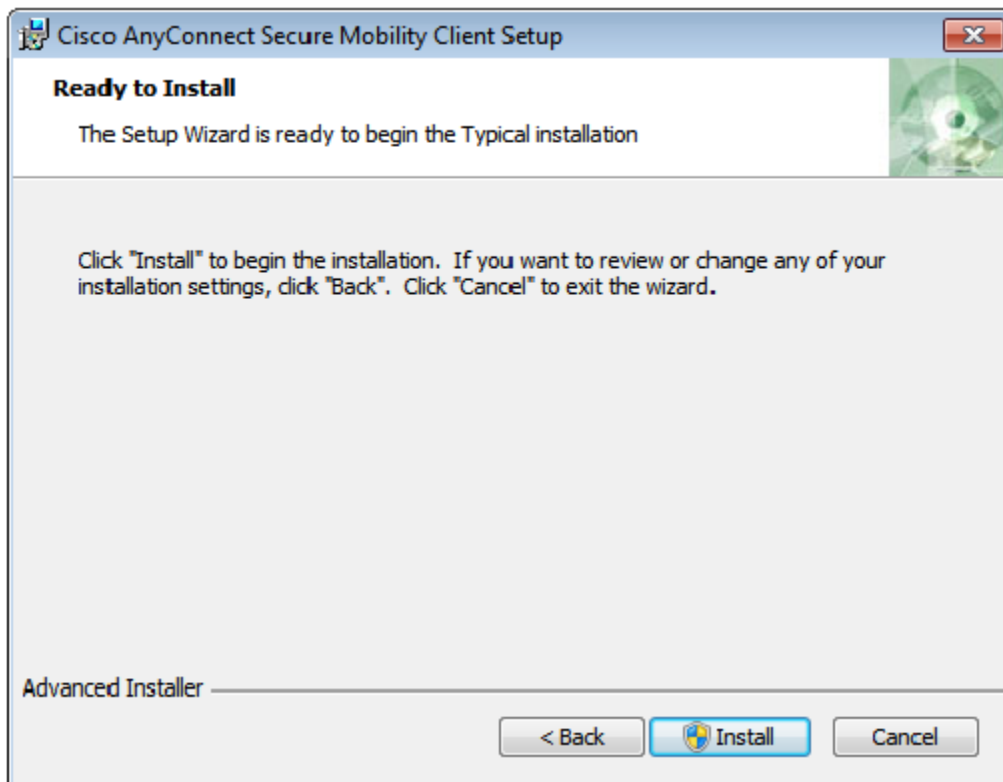 Cisco AnyConnect Secure Mobility Client Setup
Ready to Install
The Setup Wizard is ready to begin the Typical installation
Click "Install" to begin the installation.  If you want to review or change any of your
installation settings, click "Back".  Click "Cancel" to exit the wizard.
Advanced Installer
< Back
Install
Cancel